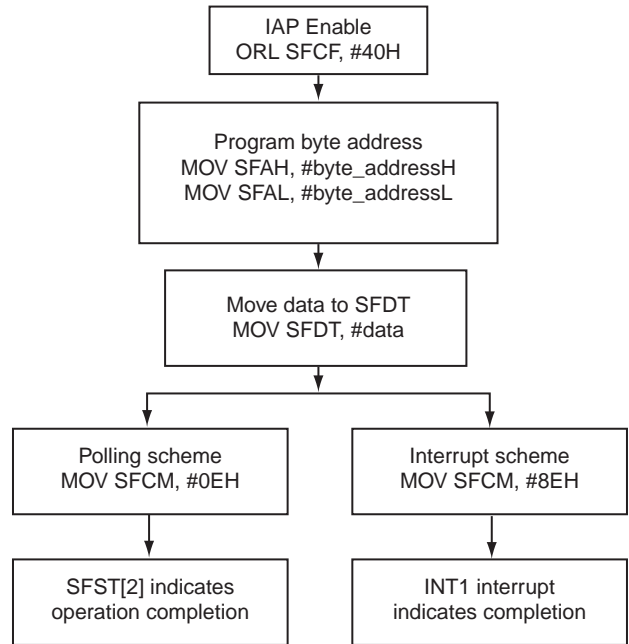 IAP Enable
ORL SFCF, #40H
Program byte address
MOV SFAH, #byte_addressH
MOV SFAL, #byte_addressL
Move data to SFDT
MOV SFDT, #data
Polling scheme
MOV SFCM, #0EH
Interrupt scheme
MOV SFCM, #8EH
SFST[2] indicates
operation completion
INT1 interrupt
indicates completion